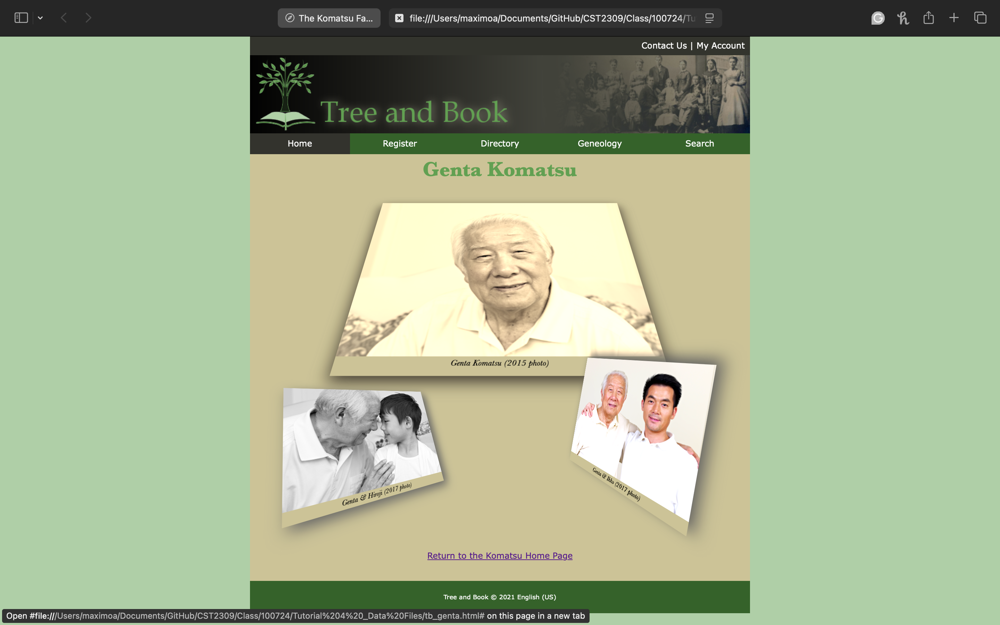 The Komatsu Fa...
file:///Users/maximoa/Documents/GitHub/CST2309/Class/100724/Tu
Contact Us | My Account
Tree and Book
Home Register Directory Geneology Search
Genta Komatsu
Genta Komatsu (2015 photo)
Genta & Hiroji (2017 photo)
Genta & Ikko (2017 photo)
Return to the Komatsu Home Page
Tree and Book © 2021 English (US)
Open #file:///Users/maximoa/Documents/GitHub/CST2309/Class/100724/Tutorial%204%20_Data%20Files/tb_genta.html# on this page in a new tab